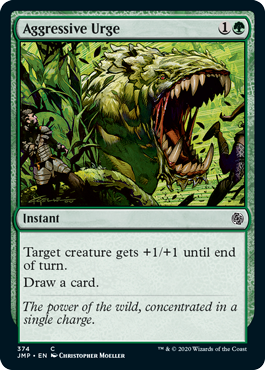 Aggressive Urge
1
Instant
Target creature gets +1/+1 until end
of turn.
Draw a card.
The power of the wild, concentrated in a
single charge.
374 C
JMP • EN Christopher Moeller
™ & © 2020 Wizards of the Coast